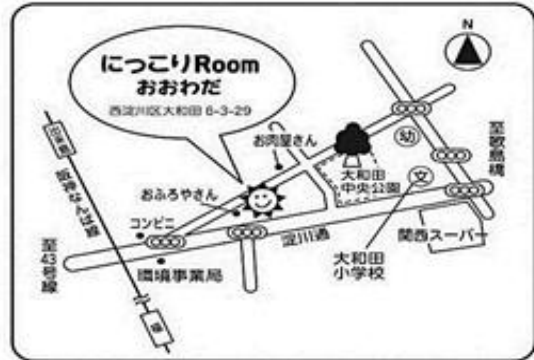 にっこりRoom
おおわだ
西淀川区大和田 6-3-29
N
お肉屋さん
幼
至歌島橋
大和田
中央公園
文
おふろやさん
コンビニ
阪神なんば線
淀川通
関西スーパー
至43号線
環境事業局
大和田
小学校
福